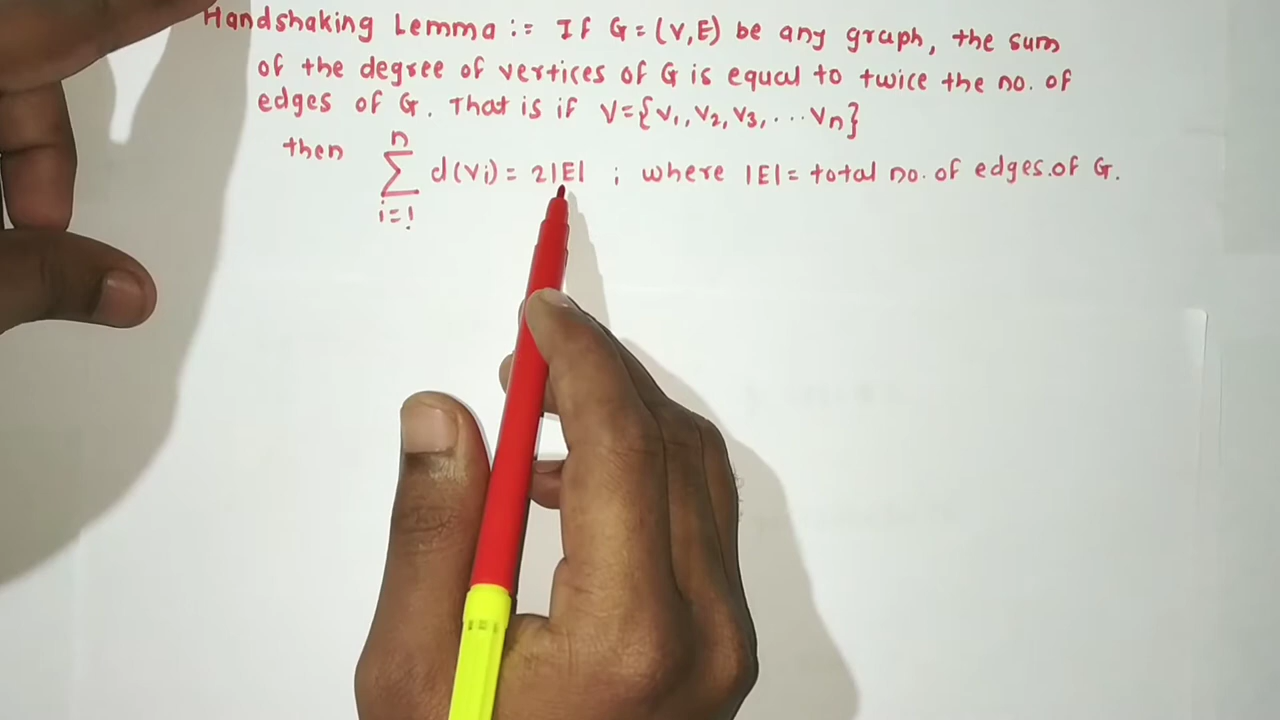 Handshaking Lemma := If G=(V,E) be any graph, the sum
of the degree of vertices of G is equal to twice the no. of
edges of G. That is if V={v₁, v₂, v₃, ... vₙ}
then n∑i=1 d(vi) = 2|E| ; where |E| = total no. of edges.of G.